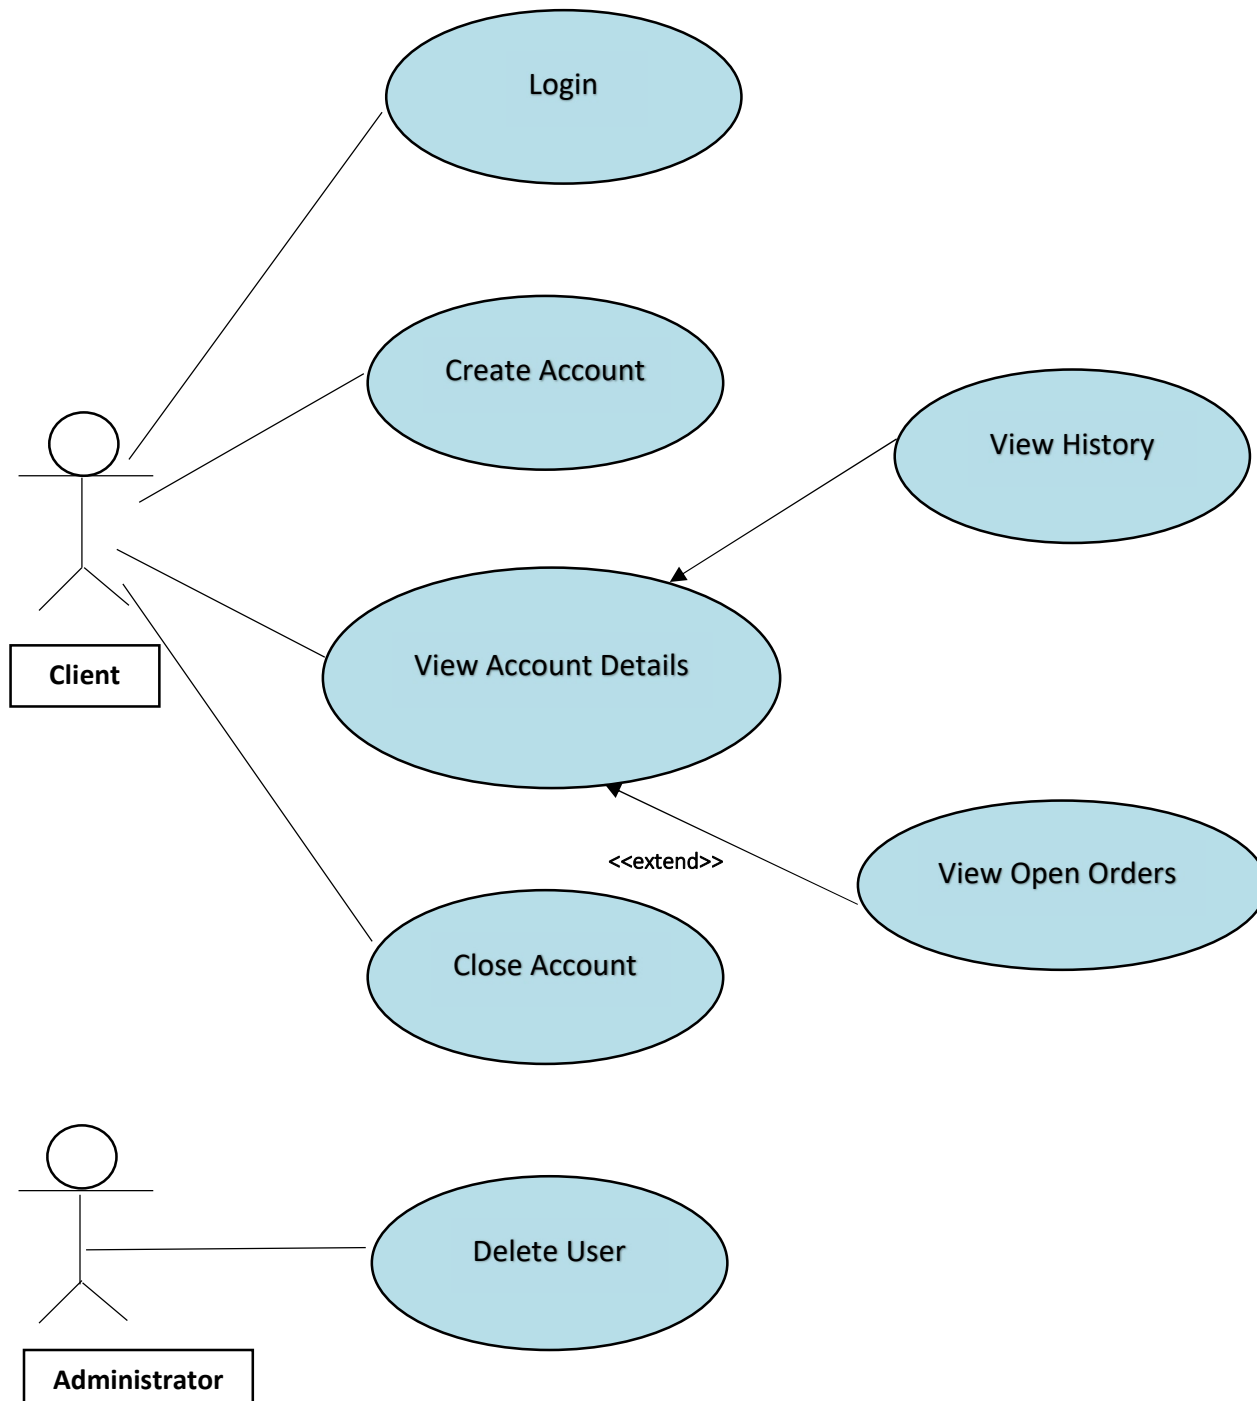 Login
Create Account
View History
Client
View Account Details
<<extend>>
View Open Orders
Close Account
Delete User
Administrator